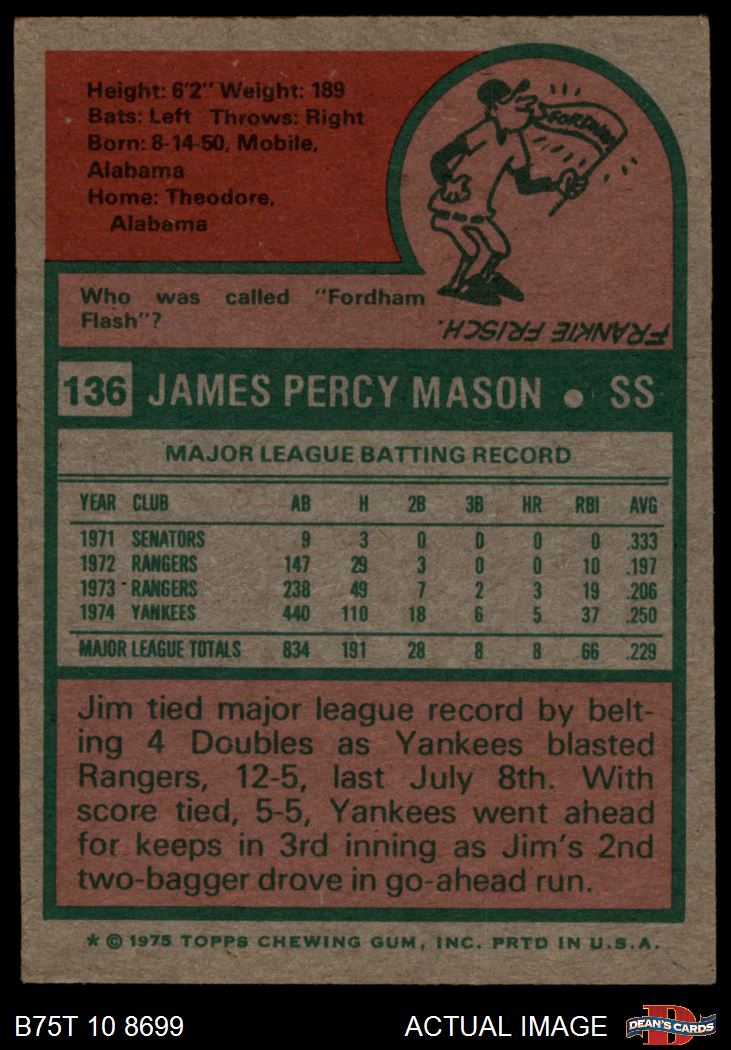 Height: 6'2" Weight: 189
Bats: Left Throws: Right
Born: 8-14-50, Mobile,
Alabama
Home: Theodore,
Alabama
FORDHAM
Who was called "Fordham
Flash"?
FRANKIE FRISCH.
136 JAMES PERCY MASON • SS
MAJOR LEAGUE BATTING RECORD
YEAR CLUB AB H 2B 3B HR RBI AVG
1971 SENATORS 9 3 0 0 0 0 .333
1972 RANGERS 147 29 3 0 0 10 .197
1973 RANGERS 238 49 7 2 3 19 .206
1974 YANKEES 440 110 18 6 5 37 .250
MAJOR LEAGUE TOTALS 834 191 28 8 8 66 .229
Jim tied major league record by belt-
ing 4 Doubles as Yankees blasted
Rangers, 12-5, last July 8th. With
score tied, 5-5, Yankees went ahead
for keeps in 3rd inning as Jim's 2nd
two-bagger drove in go-ahead run.
* © 1975 TOPPS CHEWING GUM, INC. PRTD IN U.S.A.
B75T 10 8699 ACTUAL IMAGE DEAN'S CARDS